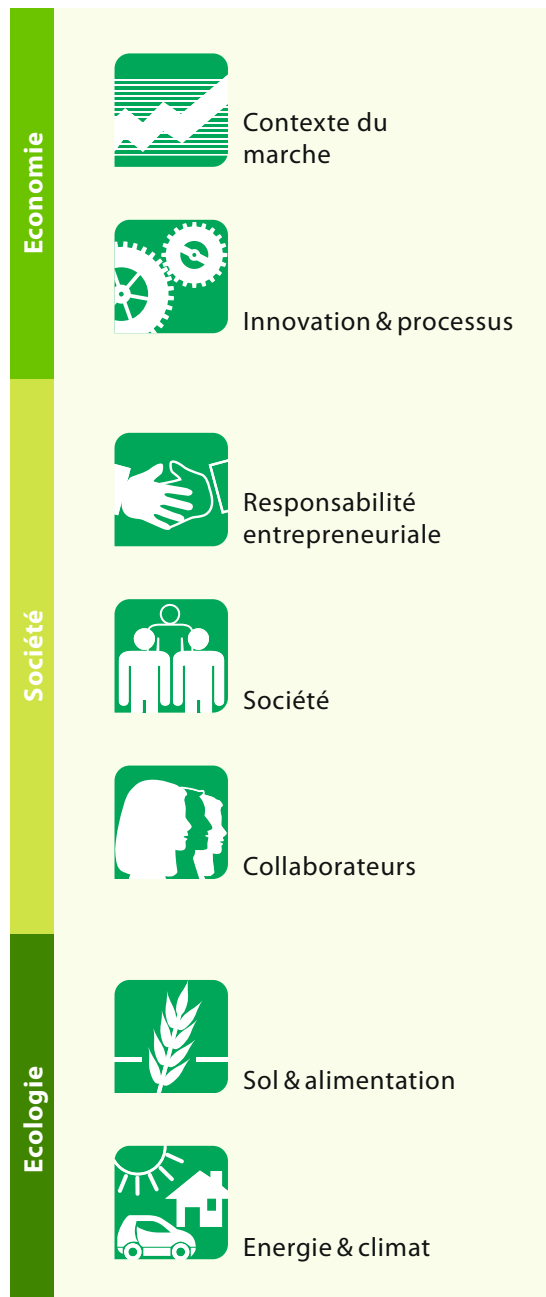 Economie
Contexte du
marche
Innovation & processus
Société
Responsabilité
entrepreneuriale
Société
Collaborateurs
Ecologie
Sol & alimentation
Energie & climat